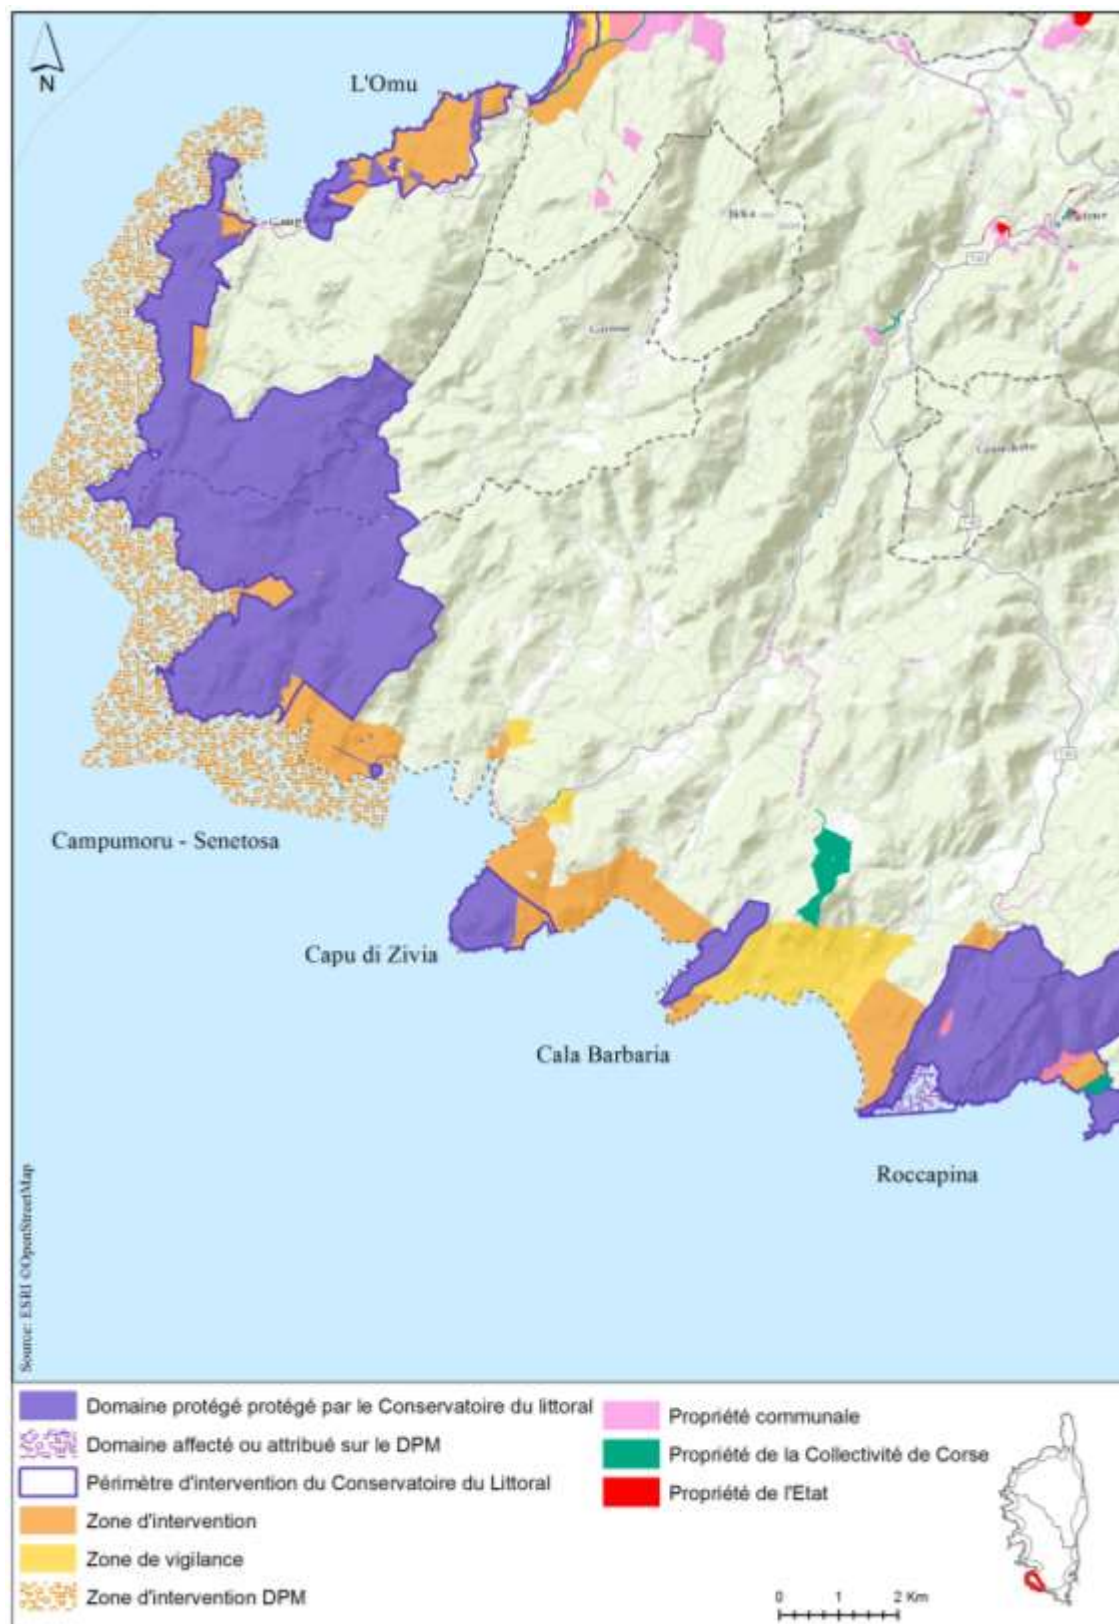 N
L'Omu
Campumoru - Senetosa
Capu di Zivia
Cala Barbaria
Roccapina
Source: ESRI ©OpenStreetMap
Domaine protégé protégé par le Conservatoire du littoral
Domaine affecté ou attribué sur le DPM
Périmètre d'intervention du Conservatoire du Littoral
Zone d'intervention
Zone de vigilance
Zone d'intervention DPM
Propriété communale
Propriété de la Collectivité de Corse
Propriété de l'Etat
0 1 2 Km